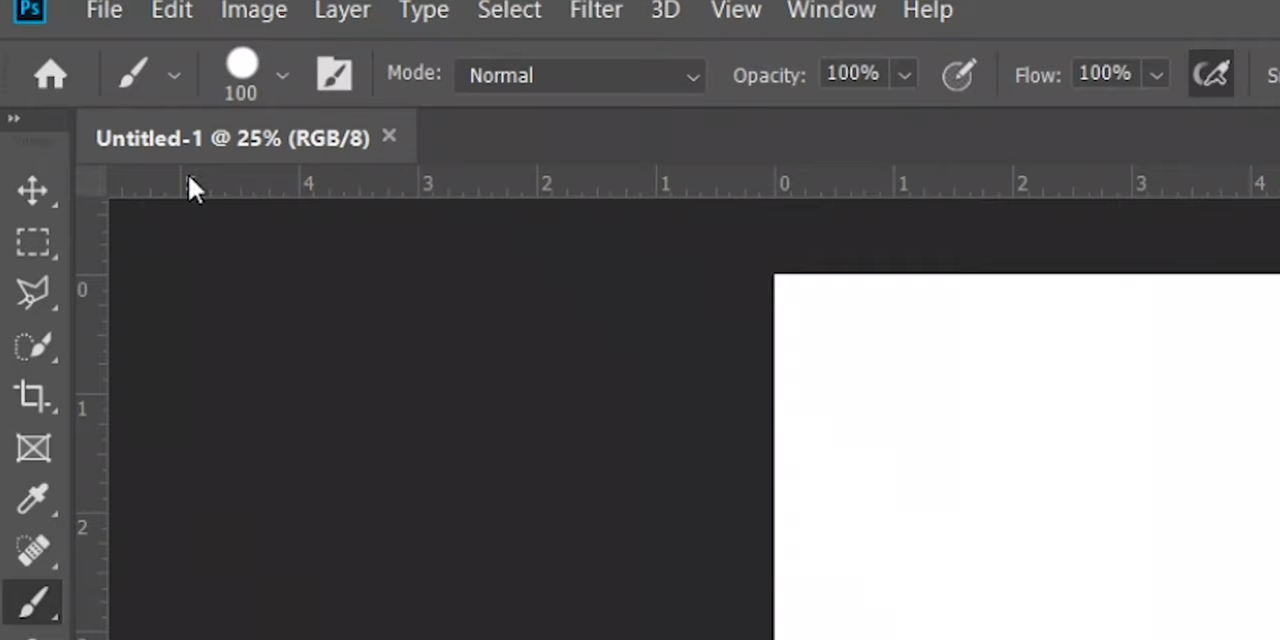 Ps File Edit Image Layer Type Select Filter 3D View Window Help
100 Mode: Normal Opacity: 100% Flow: 100%
Untitled-1 @ 25% (RGB/8) ×
4 3 2 1 0 1 2 3 4
0
1
2